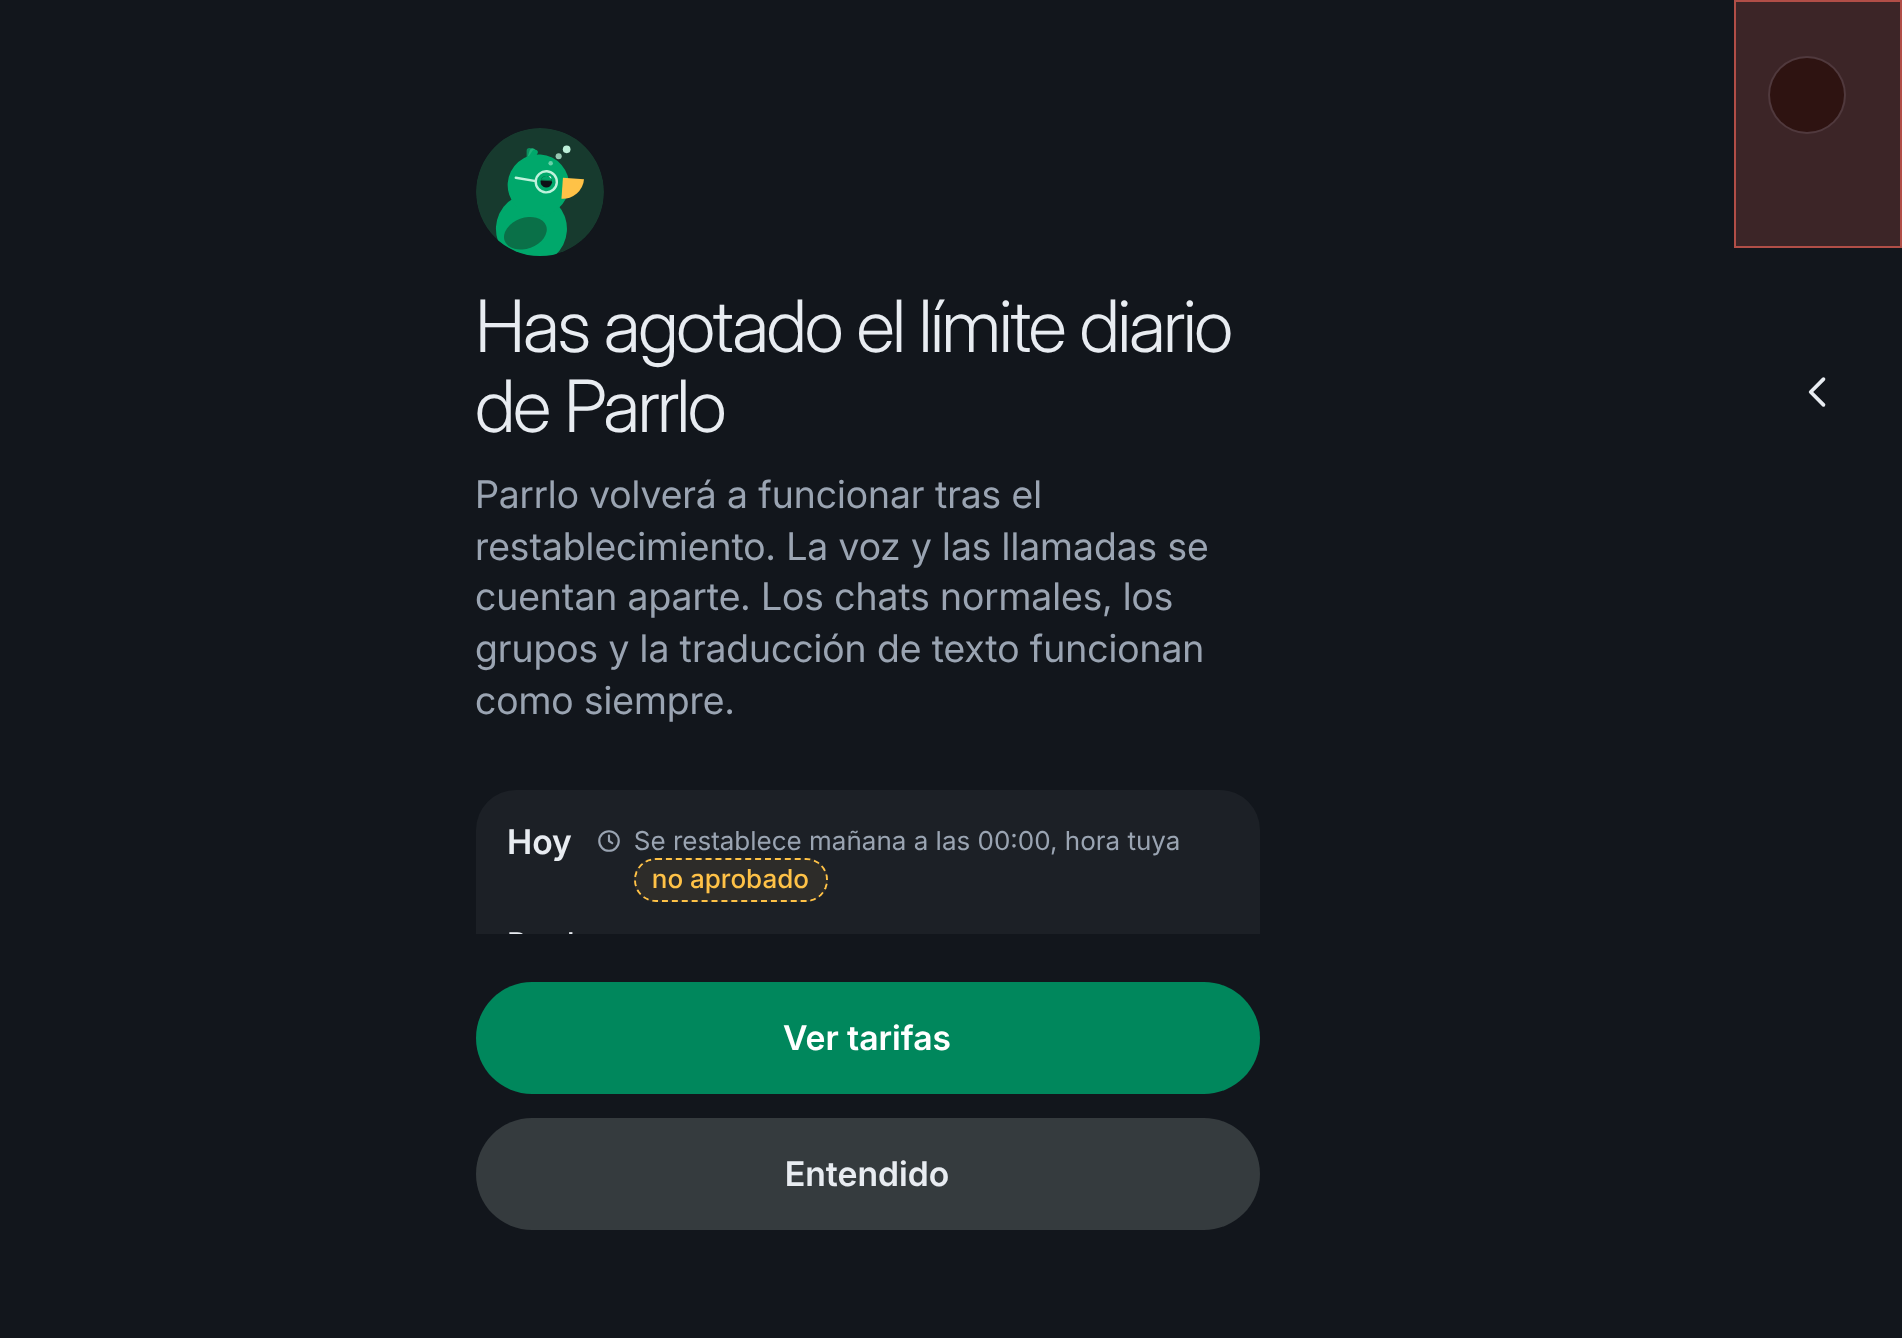 Has agotado el límite diario
de Parrlo
Parrlo volverá a funcionar tras el
restablecimiento. La voz y las llamadas se
cuentan aparte. Los chats normales, los
grupos y la traducción de texto funcionan
como siempre.
Hoy Se restablece mañana a las 00:00, hora tuya
no aprobado
Ver tarifas
Entendido